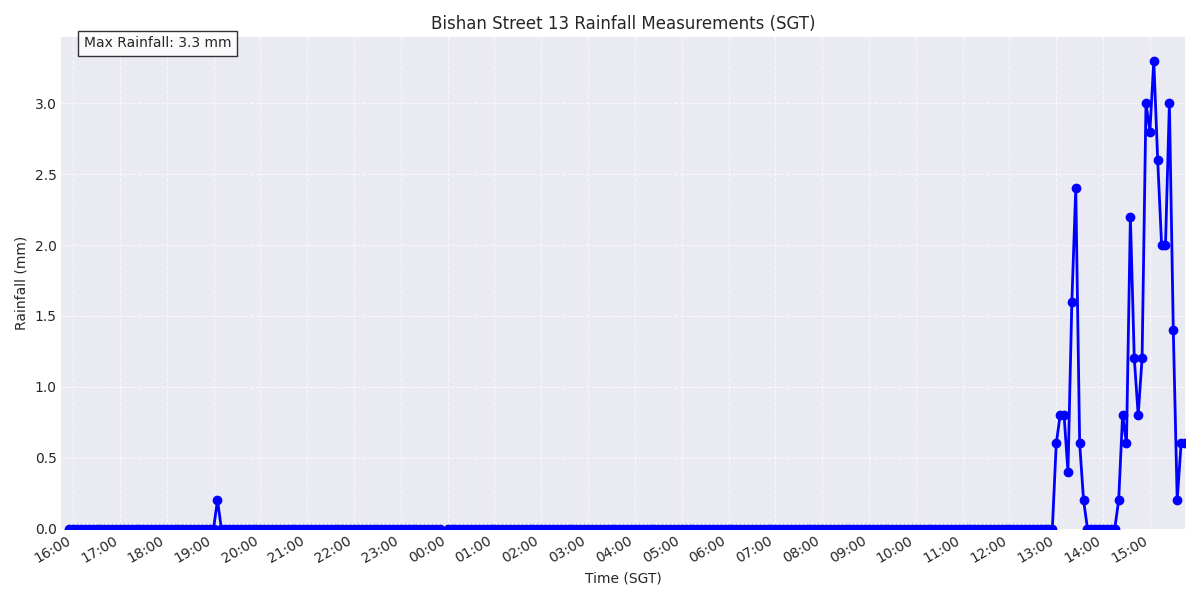 Bishan Street 13 Rainfall Measurements (SGT)
Max Rainfall: 3.3 mm
3.0
2.5
2.0
1.5
1.0
0.5
0.0
Rainfall (mm)
16:00 17:00 18:00 19:00 20:00 21:00 22:00 23:00 00:00 01:00 02:00 03:00 04:00 05:00 06:00 07:00 08:00 09:00 10:00 11:00 12:00 13:00 14:00 15:00
Time (SGT)